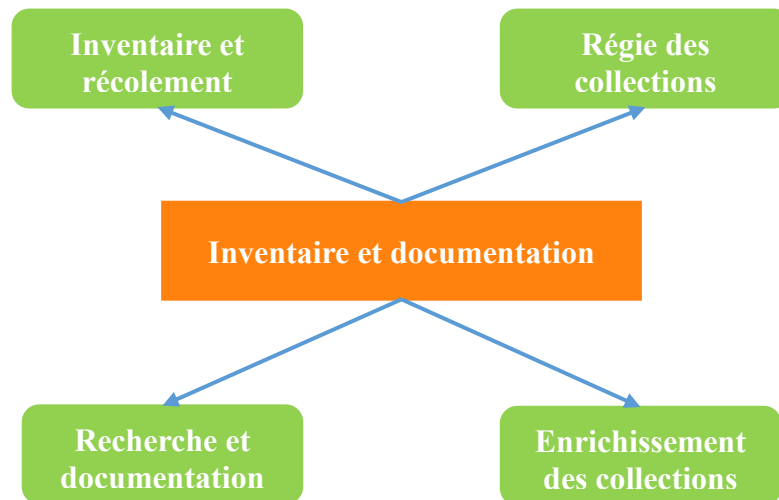 Inventaire et
récolement
Régie des
collections
Inventaire et documentation
Recherche et
documentation
Enrichissement
des collections